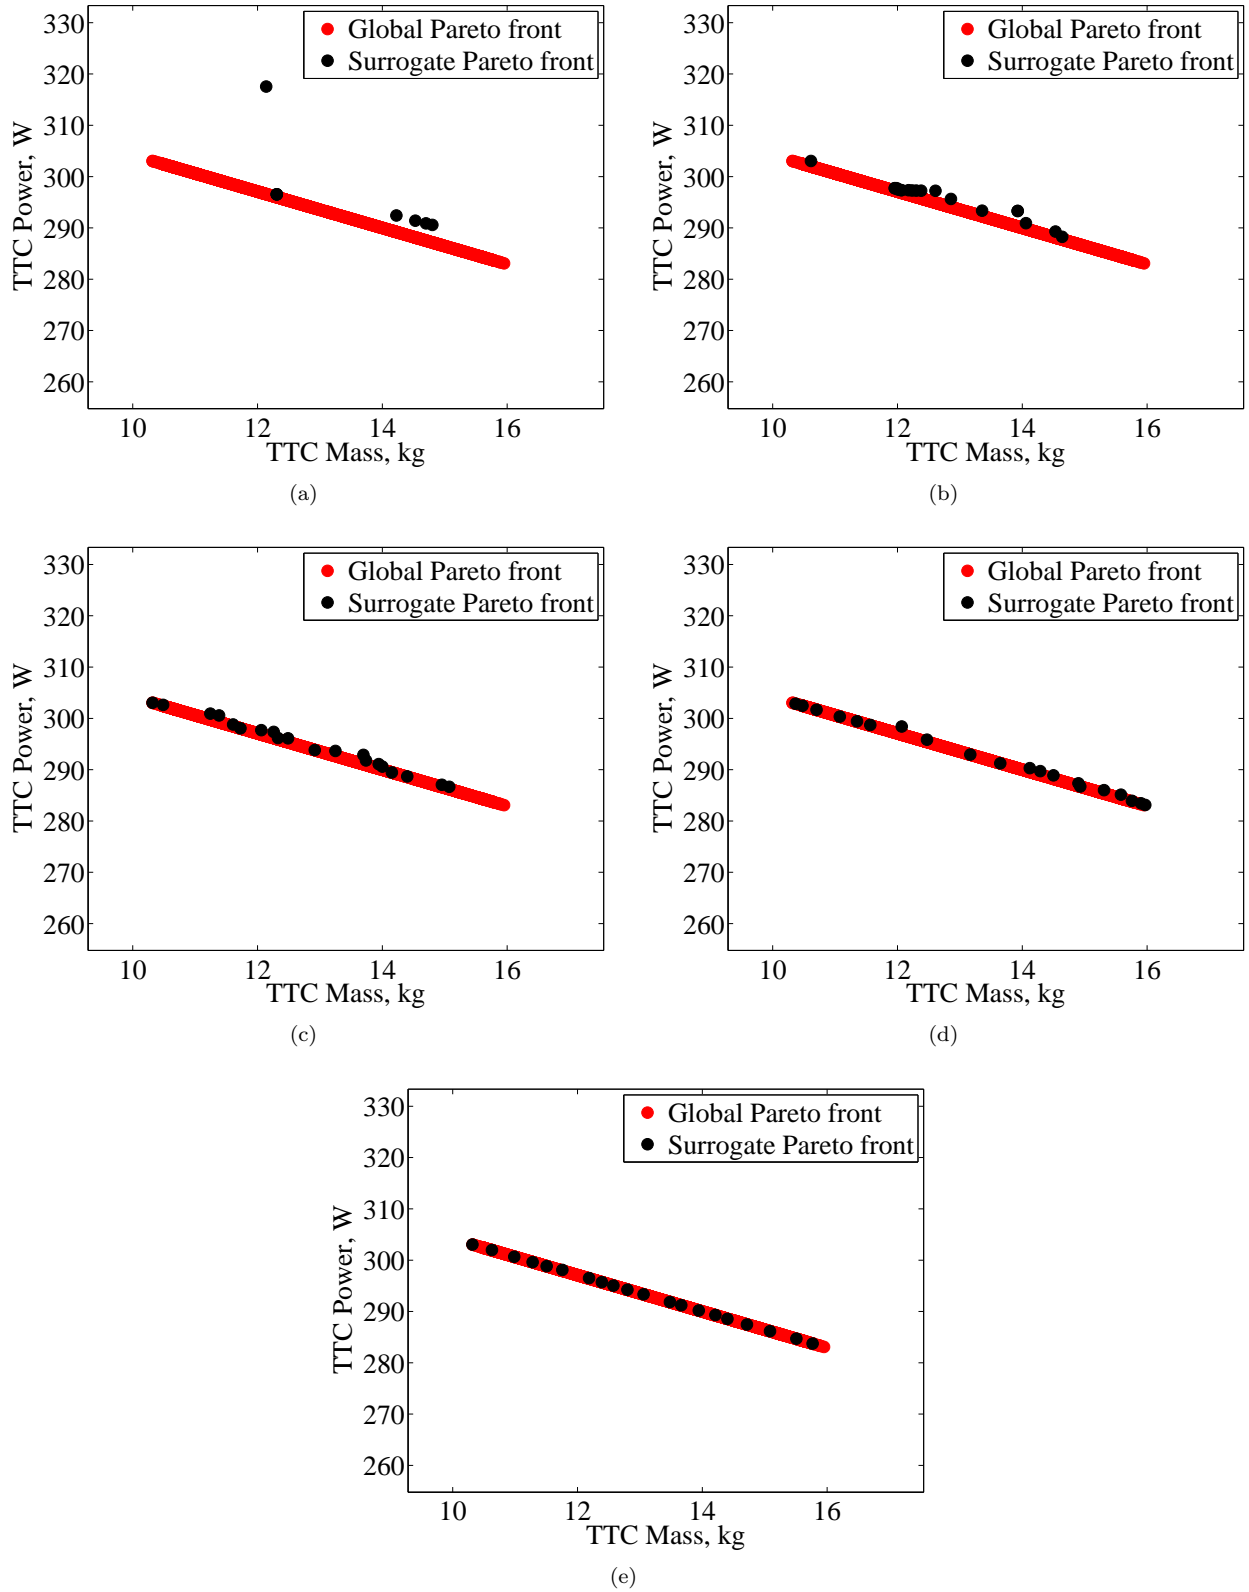 330
320
310
300
290
280
270
260
TTC Power, W
Global Pareto front
Surrogate Pareto front
10
12
14
16
TTC Mass, kg
(a)
330
320
310
300
290
280
270
260
TTC Power, W
Global Pareto front
Surrogate Pareto front
10
12
14
16
TTC Mass, kg
(b)
330
320
310
300
290
280
270
260
TTC Power, W
Global Pareto front
Surrogate Pareto front
10
12
14
16
TTC Mass, kg
(c)
330
320
310
300
290
280
270
260
TTC Power, W
Global Pareto front
Surrogate Pareto front
10
12
14
16
TTC Mass, kg
(d)
330
320
310
300
290
280
270
260
TTC Power, W
Global Pareto front
Surrogate Pareto front
10
12
14
16
TTC Mass, kg
(e)